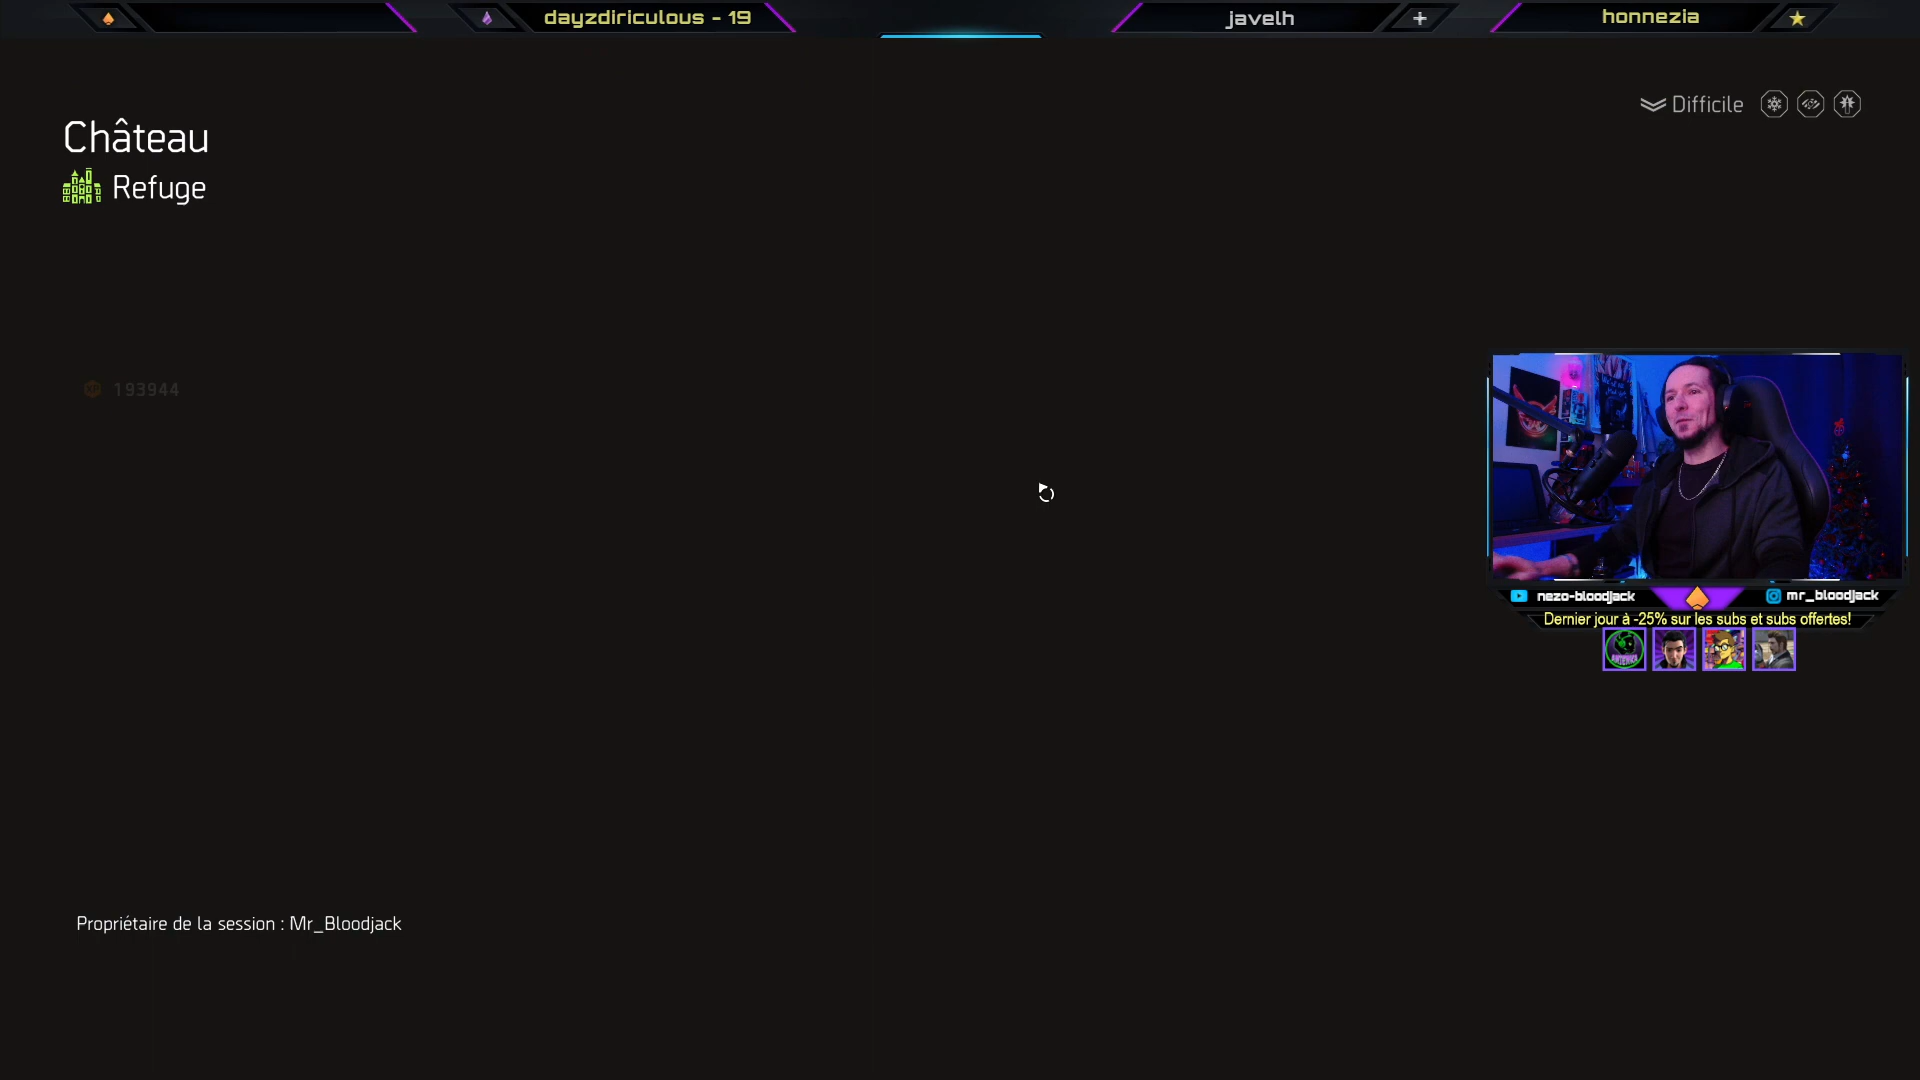 dayzdiriculous - 19
javelh
honnezia
Difficile
Château
Refuge
193944
nezo-bloodjack
mr_bloodjack
Dernier jour à -25% sur les subs et subs offertes!
Propriétaire de la session : Mr_Bloodjack